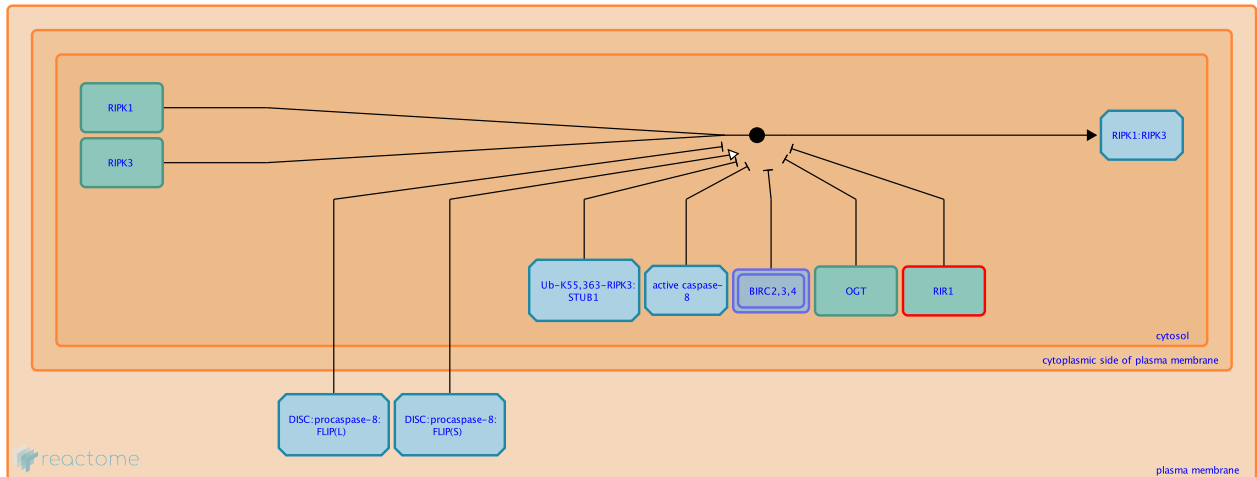 RIPK1
RIPK3
RIPK1:RIPK3
Ub-K55,363-RIPK3:
STUB1
active caspase-
8
BIRC2,3,4
OGT
RIR1
cytosol
cytoplasmic side of plasma membrane
DISC:procaspase-8:
FLIP(L)
DISC:procaspase-8:
FLIP(S)
reactome
plasma membrane